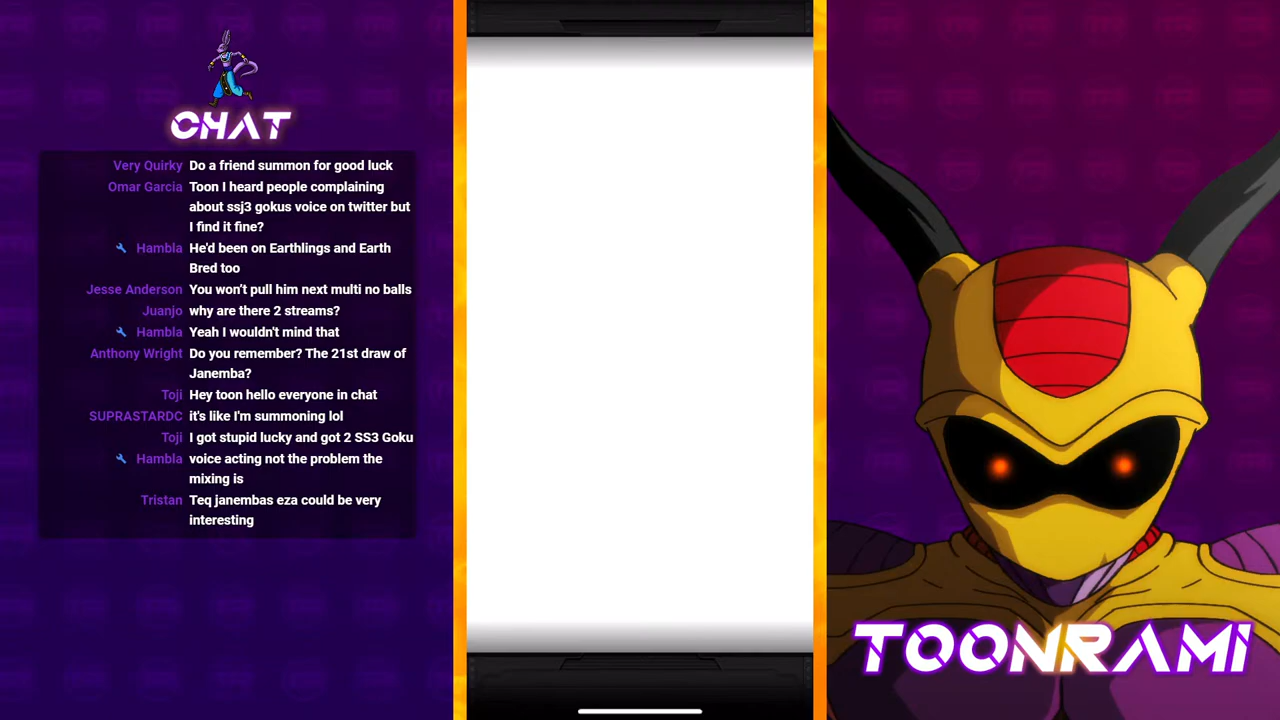 CHAT
Very Quirky Do a friend summon for good luck
Omar Garcia Toon I heard people complaining
about ssj3 gokus voice on twitter but
I find it fine?
Hambla He'd been on Earthlings and Earth
Bred too
Jesse Anderson You won't pull him next multi no balls
Juanjo why are there 2 streams?
Hambla Yeah I wouldn't mind that
Anthony Wright Do you remember? The 21st draw of
Janemba?
Toji Hey toon hello everyone in chat
SUPRASTARDC it's like I'm summoning lol
Toji I got stupid lucky and got 2 SS3 Goku
Hambla voice acting not the problem the
mixing is
Tristan Teq janembas eza could be very
interesting
TOONRAMI